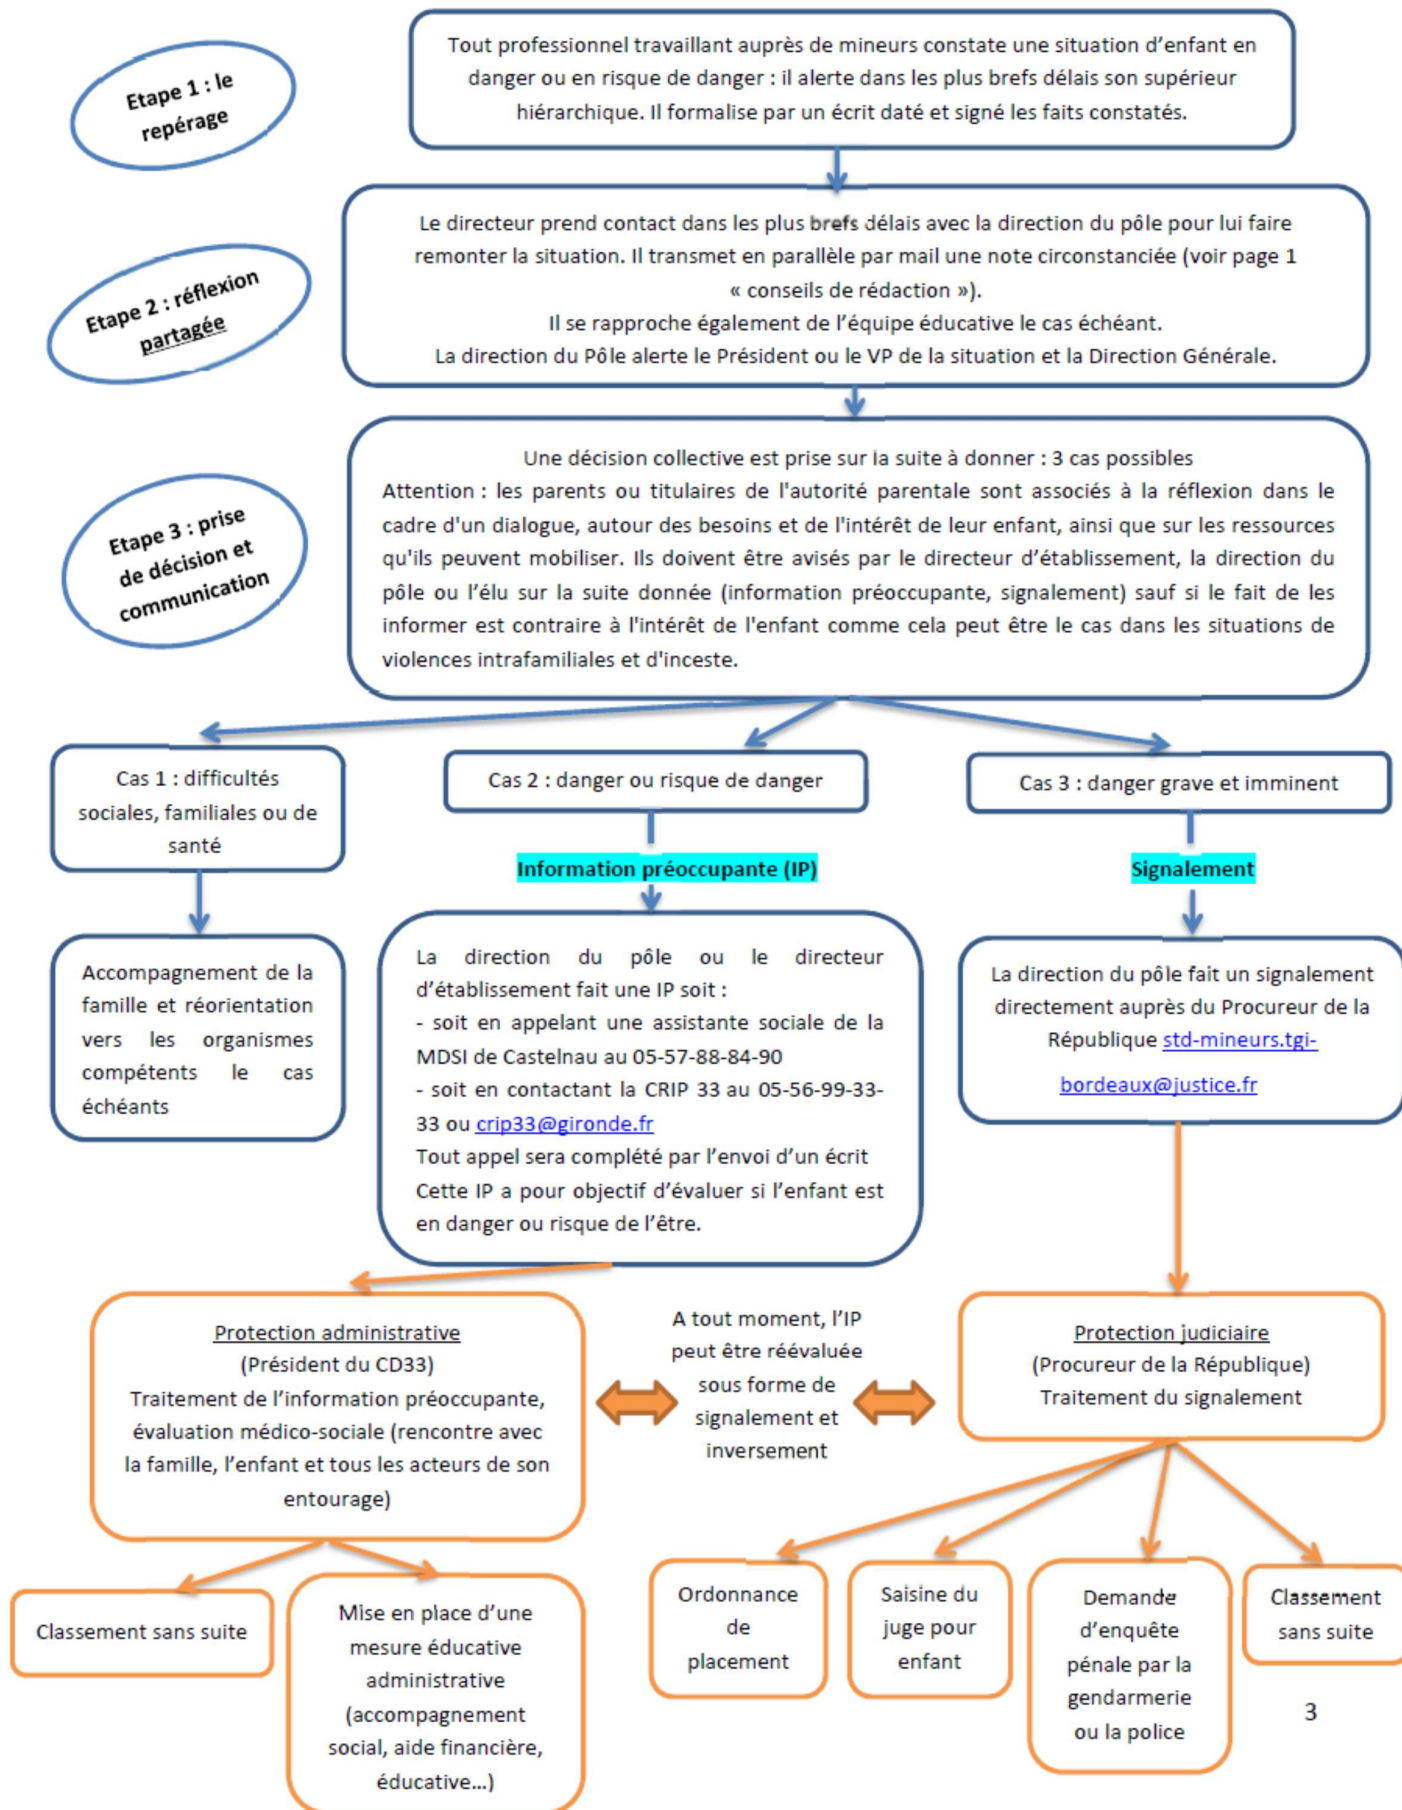 Etape 1 : le
repérage
Tout professionnel travaillant auprès de mineurs constate une situation d’enfant en
danger ou en risque de danger : il alerte dans les plus brefs délais son supérieur
hiérarchique. Il formalise par un écrit daté et signé les faits constatés.
Etape 2 : réflexion
partagée
Le directeur prend contact dans les plus brefs délais avec la direction du pôle pour lui faire
remonter la situation. Il transmet en parallèle par mail une note circonstanciée (voir page 1
« conseils de rédaction »).
Il se rapproche également de l’équipe éducative le cas échéant.
La direction du Pôle alerte le Président ou le VP de la situation et la Direction Générale.
Etape 3 : prise
de décision et
communication
Une décision collective est prise sur la suite à donner : 3 cas possibles
Attention : les parents ou titulaires de l'autorité parentale sont associés à la réflexion dans le
cadre d'un dialogue, autour des besoins et de l'intérêt de leur enfant, ainsi que sur les ressources
qu'ils peuvent mobiliser. Ils doivent être avisés par le directeur d’établissement, la direction du
pôle ou l’élu sur la suite donnée (information préoccupante, signalement) sauf si le fait de les
informer est contraire à l'intérêt de l'enfant comme cela peut être le cas dans les situations de
violences intrafamiliales et d'inceste.
Cas 1 : difficultés
sociales, familiales ou de
santé
Accompagnement de la
famille et réorientation
vers les organismes
compétents le cas
échéants
Cas 2 : danger ou risque de danger
Information préoccupante (IP)
La direction du pôle ou le directeur
d’établissement fait une IP soit :
- soit en appelant une assistante sociale de la
MDSI de Castelnau au 05-57-88-84-90
- soit en contactant la CRIP 33 au 05-56-99-33-
33 ou crip33@gironde.fr
Tout appel sera complété par l’envoi d’un écrit
Cette IP a pour objectif d’évaluer si l’enfant est
en danger ou risque de l’être.
Cas 3 : danger grave et imminent
Signalement
La direction du pôle fait un signalement
directement auprès du Procureur de la
République std-mineurs.tgi-
bordeaux@justice.fr
Protection administrative
(Président du CD33)
Traitement de l’information préoccupante,
évaluation médico-sociale (rencontre avec
la famille, l’enfant et tous les acteurs de son
entourage)
A tout moment, l’IP
peut être réévaluée
sous forme de
signalement et
inversement
Protection judiciaire
(Procureur de la République)
Traitement du signalement
Classement sans suite
Mise en place d’une
mesure éducative
administrative
(accompagnement
social, aide financière,
éducative…)
Ordonnance
de
placement
Saisine du
juge pour
enfant
Demande
d’enquête
pénale par la
gendarmerie
ou la police
Classement
sans suite
3